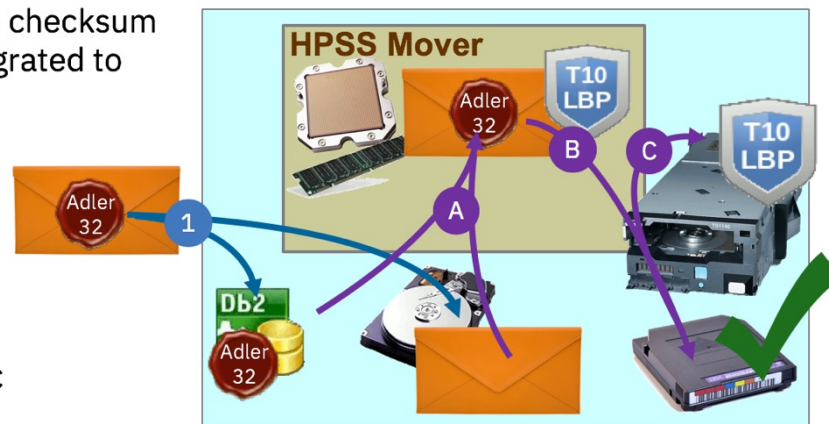 checksum
grated to
HPSS Mover
Adler
32
T10
LBP
T10
LBP
B
C
Adler
32
1
A
Db2
Adler
32